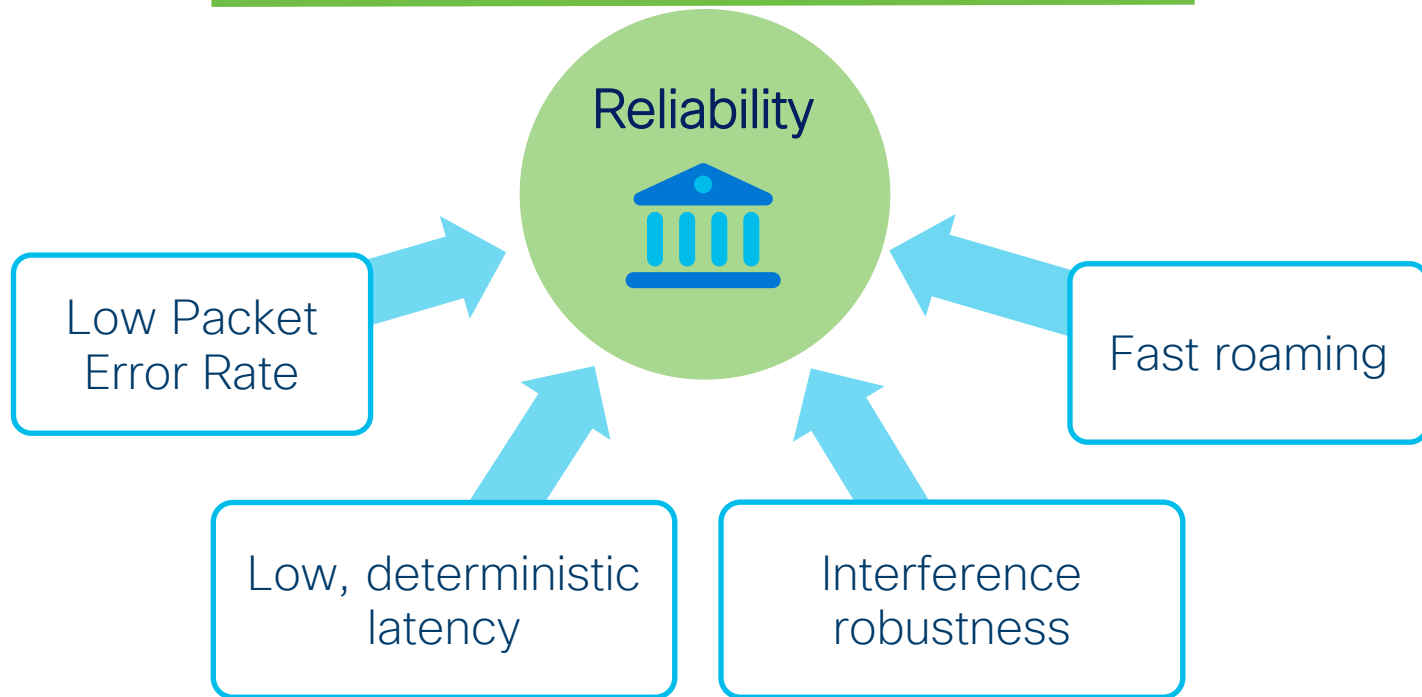 Reliability
Low Packet
Error Rate
Fast roaming
Low, deterministic
latency
Interference
robustness